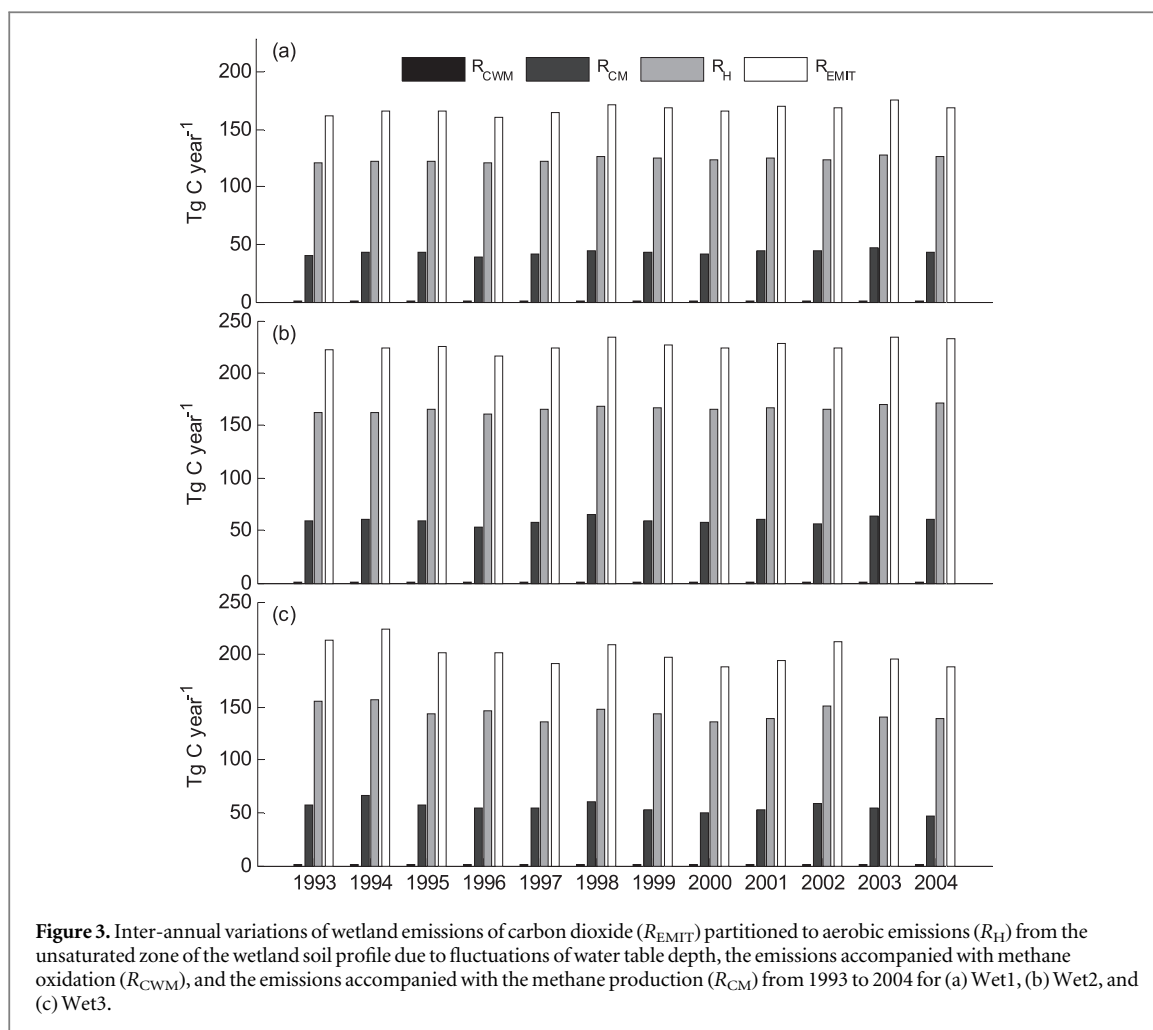 (a)
R_CWM R_CM R_H R_EMIT
200
150
100
50
0
Tg C year⁻¹
(b)
250
200
150
100
50
0
Tg C year⁻¹
(c)
250
200
150
100
50
0
Tg C year⁻¹
1993 1994 1995 1996 1997 1998 1999 2000 2001 2002 2003 2004
Figure 3. Inter-annual variations of wetland emissions of carbon dioxide (R_EMIT) partitioned to aerobic emissions (R_H) from the
unsaturated zone of the wetland soil profile due to fluctuations of water table depth, the emissions accompanied with methane
oxidation (R_CWM), and the emissions accompanied with the methane production (R_CM) from 1993 to 2004 for (a) Wet1, (b) Wet2, and
(c) Wet3.